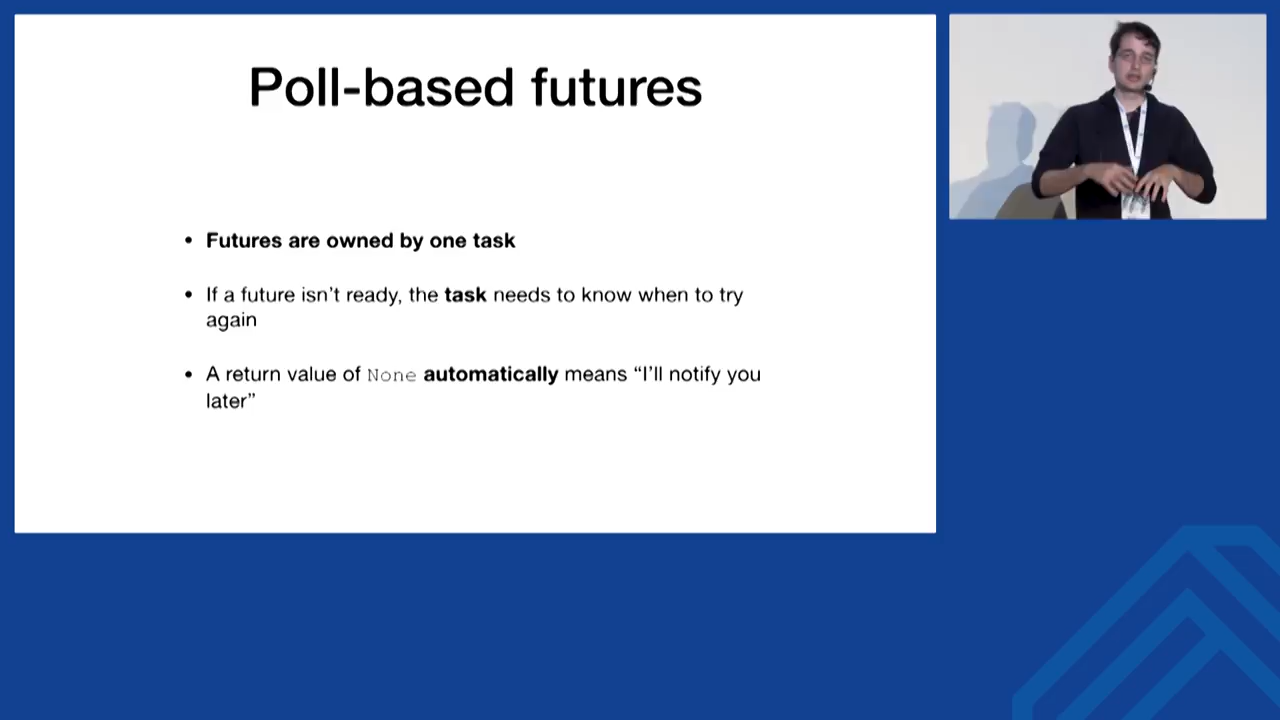 Poll-based futures
• Futures are owned by one task
• If a future isn't ready, the task needs to know when to try
again
• A return value of None automatically means “I'll notify you
later”